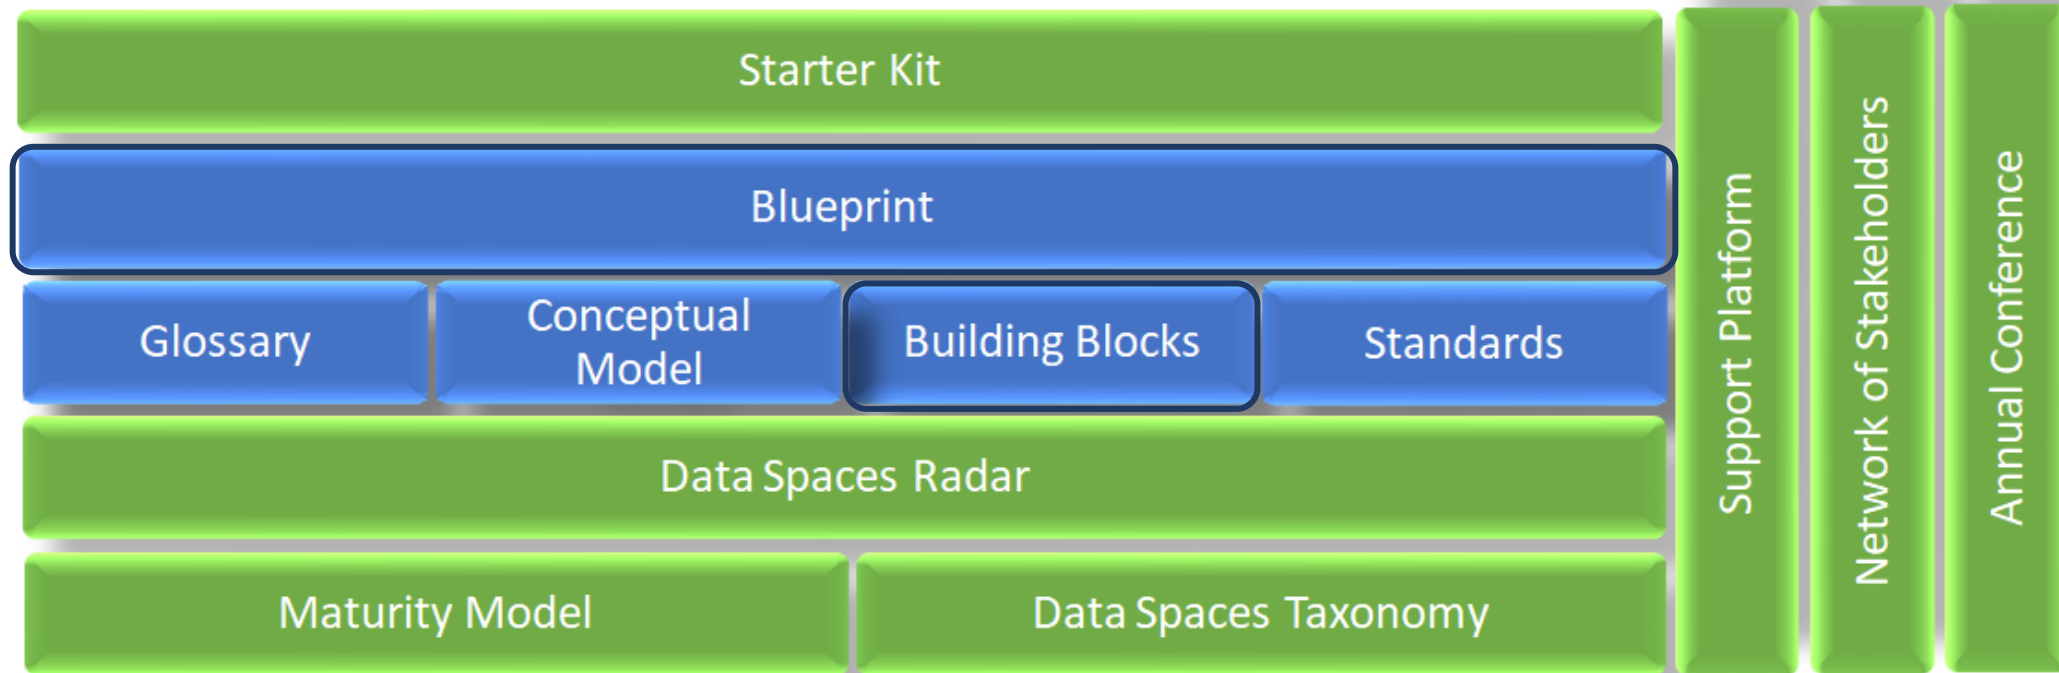 Starter Kit
Blueprint
Glossary
Conceptual
Model
Building Blocks
Standards
Data Spaces Radar
Maturity Model
Data Spaces Taxonomy
Support Platform
Network of Stakeholders
Annual Conference